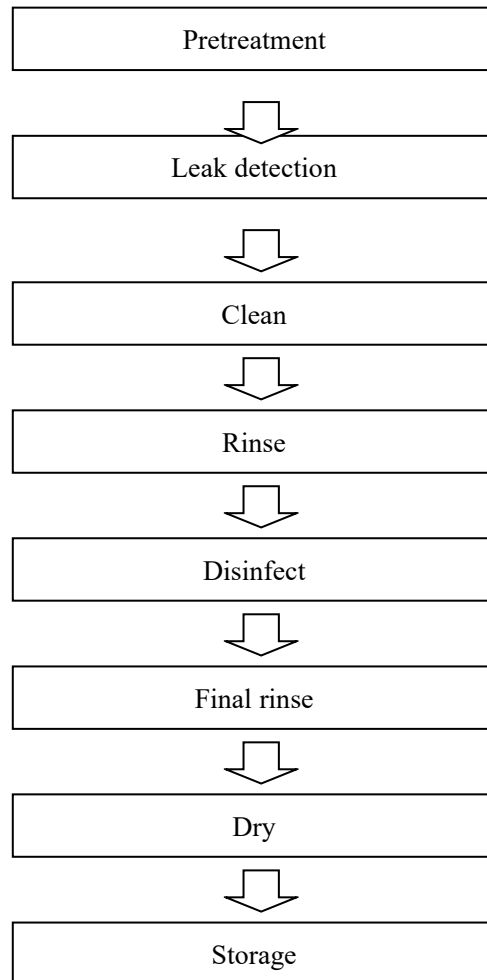 Pretreatment
Leak detection
Clean
Rinse
Disinfect
Final rinse
Dry
Storage